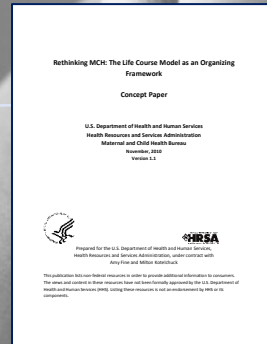 Rethinking MCH: The Life Course Model as an Organizing
Framework
Concept Paper
U.S. Department of Health and Human Services
Health Resources and Services Administration
Maternal and Child Health Bureau
November, 2010
Version 1.1
HRSA
Prepared for the U.S. Department of Health and Human Services,
Health Resources and Services Administration, under contract with
Amy Fine and Milton Kotelchuck
This publication lists non-federal resources in order to provide additional information to consumers.
The views and content in these resources have not been formally approved by the U.S. Department of
Health and Human Services (HHS). Listing these resources is not an endorsement by HHS or its
components.